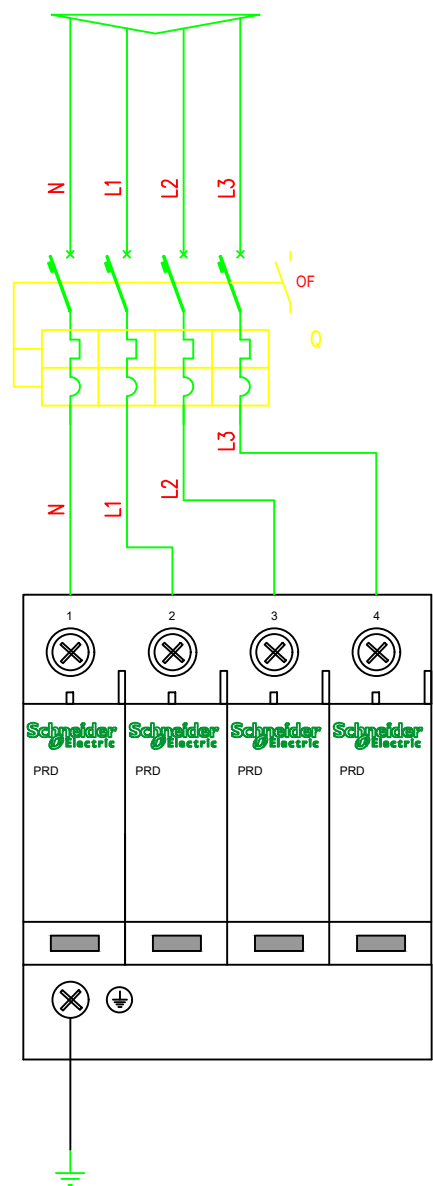 N L1 L2 L3
OF
Q
L3
L2
N L1
1 2 3 4
Schneider Electric Schneider Electric Schneider Electric Schneider Electric
PRD PRD PRD PRD